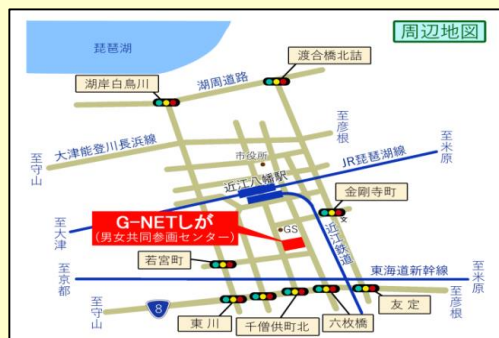 周辺地図
琵琶湖
渡合橋北詰
湖岸白鳥川
湖周道路
至彦根
大津能登川長浜線
市役所
至守山
近江八幡駅
JR琵琶湖線
至米原
金剛寺町
G-NETしが
(男女共同参画センター)
GS
至大津
近江鉄道
若宮町
至京都
東海道新幹線
至米原
至守山
8
東川
千僧供町北
六枚橋
友定
至彦根